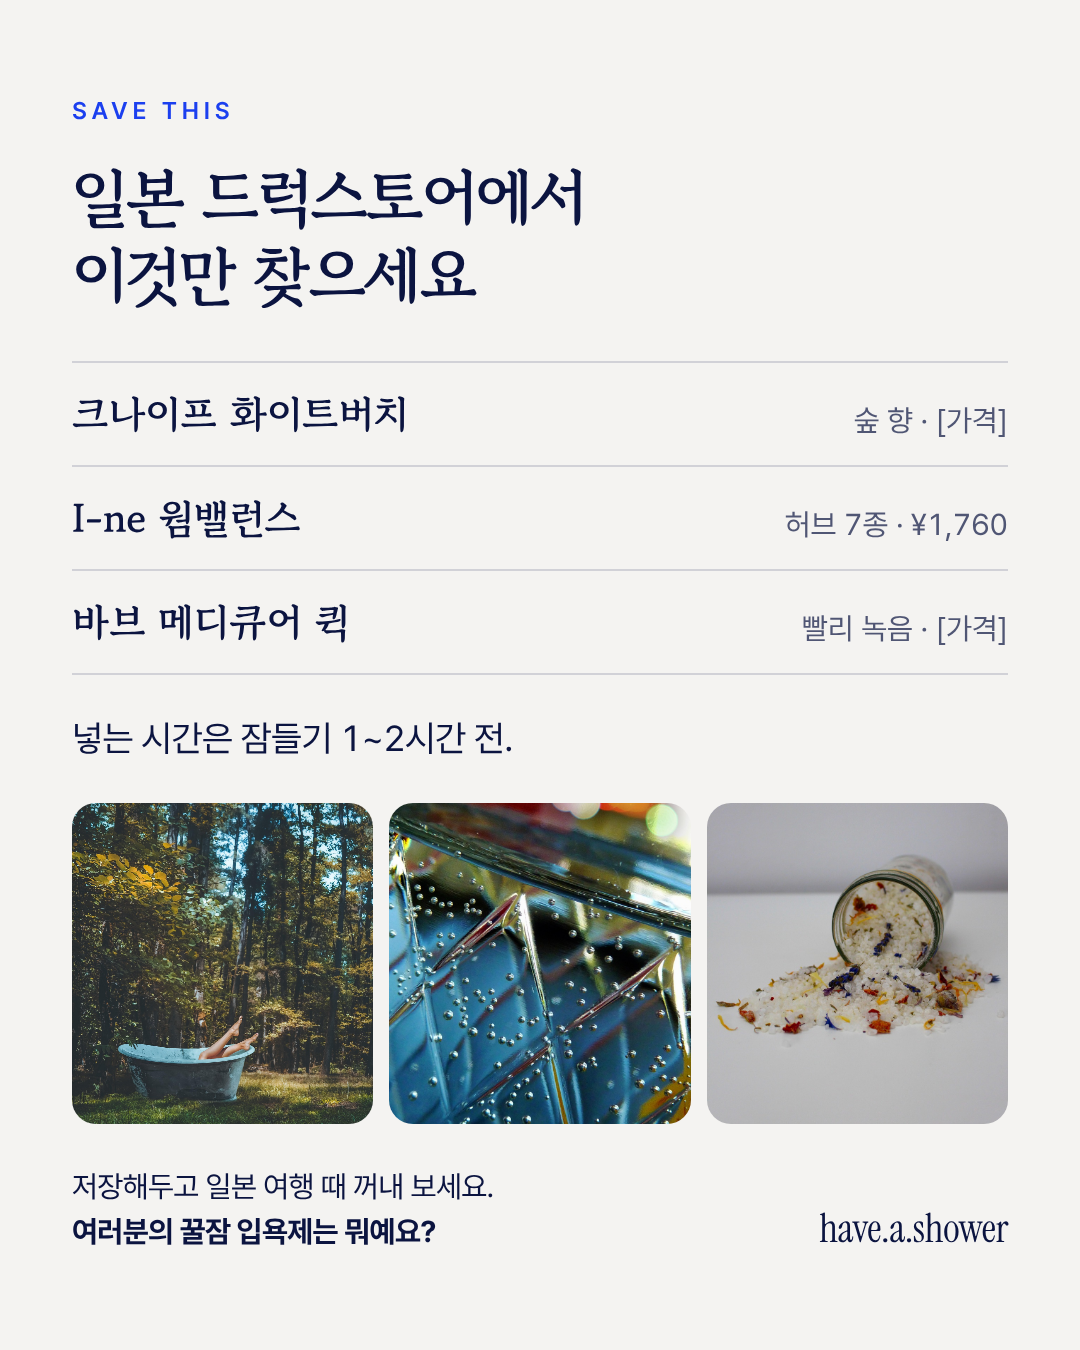 SAVE THIS
일본 드럭스토어에서
이것만 찾으세요
크나이프 화이트버치
숲 향 · [가격]
I-ne 웜밸런스
허브 7종 · ¥1,760
바브 메디큐어 퀵
빨리 녹음 · [가격]
넣는 시간은 잠들기 1~2시간 전.
저장해두고 일본 여행 때 꺼내 보세요.
여러분의 꿀잠 입욕제는 뭐예요?
have.a.shower